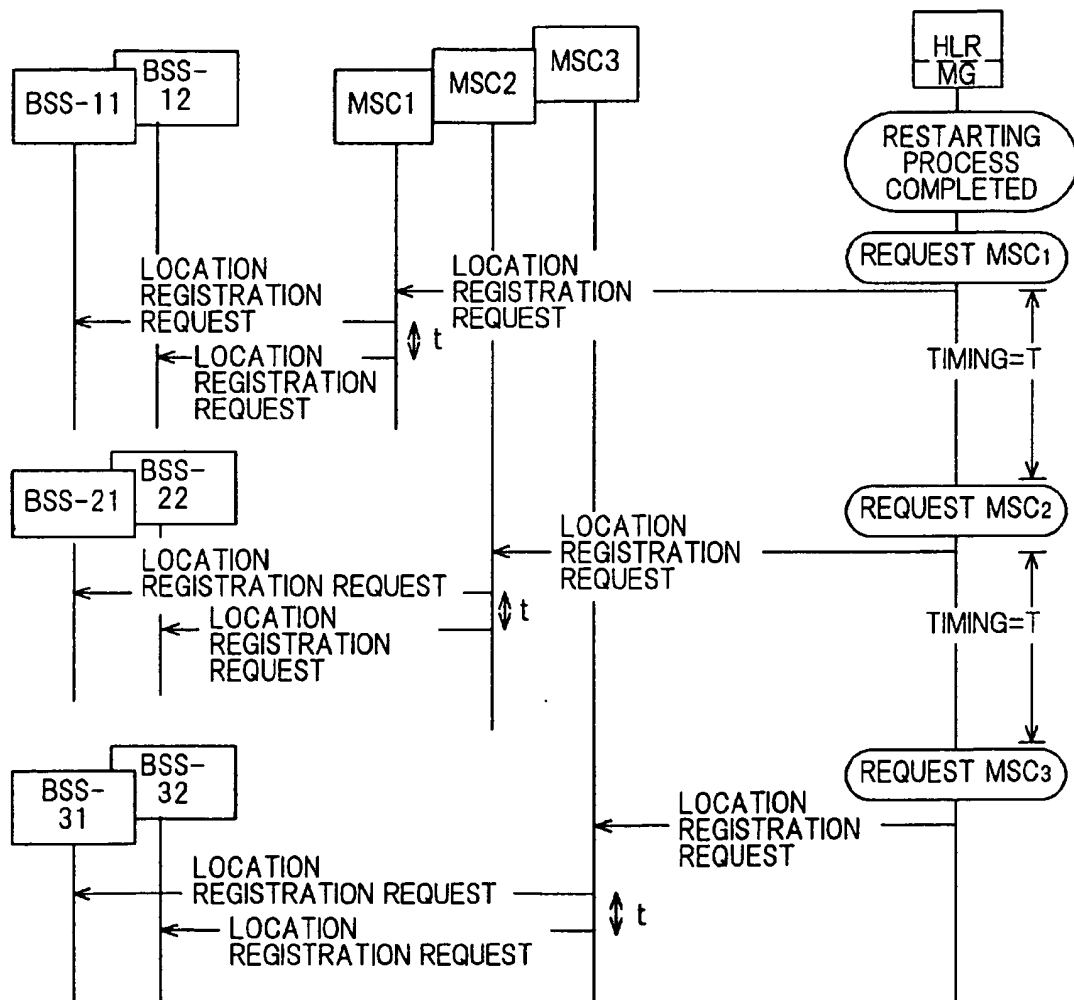 BSS-11
BSS-
12
MSC1
MSC2
MSC3
HLR
MG
RESTARTING
PROCESS
COMPLETED
REQUEST MSC1
LOCATION
REGISTRATION
REQUEST
LOCATION
REGISTRATION
REQUEST
t
LOCATION
REGISTRATION
REQUEST
TIMING=T
BSS-21
BSS-
22
REQUEST MSC2
LOCATION
REGISTRATION
REQUEST
LOCATION
REGISTRATION REQUEST
t
LOCATION
REGISTRATION
REQUEST
TIMING=T
BSS-
31
BSS-
32
REQUEST MSC3
LOCATION
REGISTRATION
REQUEST
LOCATION
REGISTRATION REQUEST
t
LOCATION
REGISTRATION REQUEST